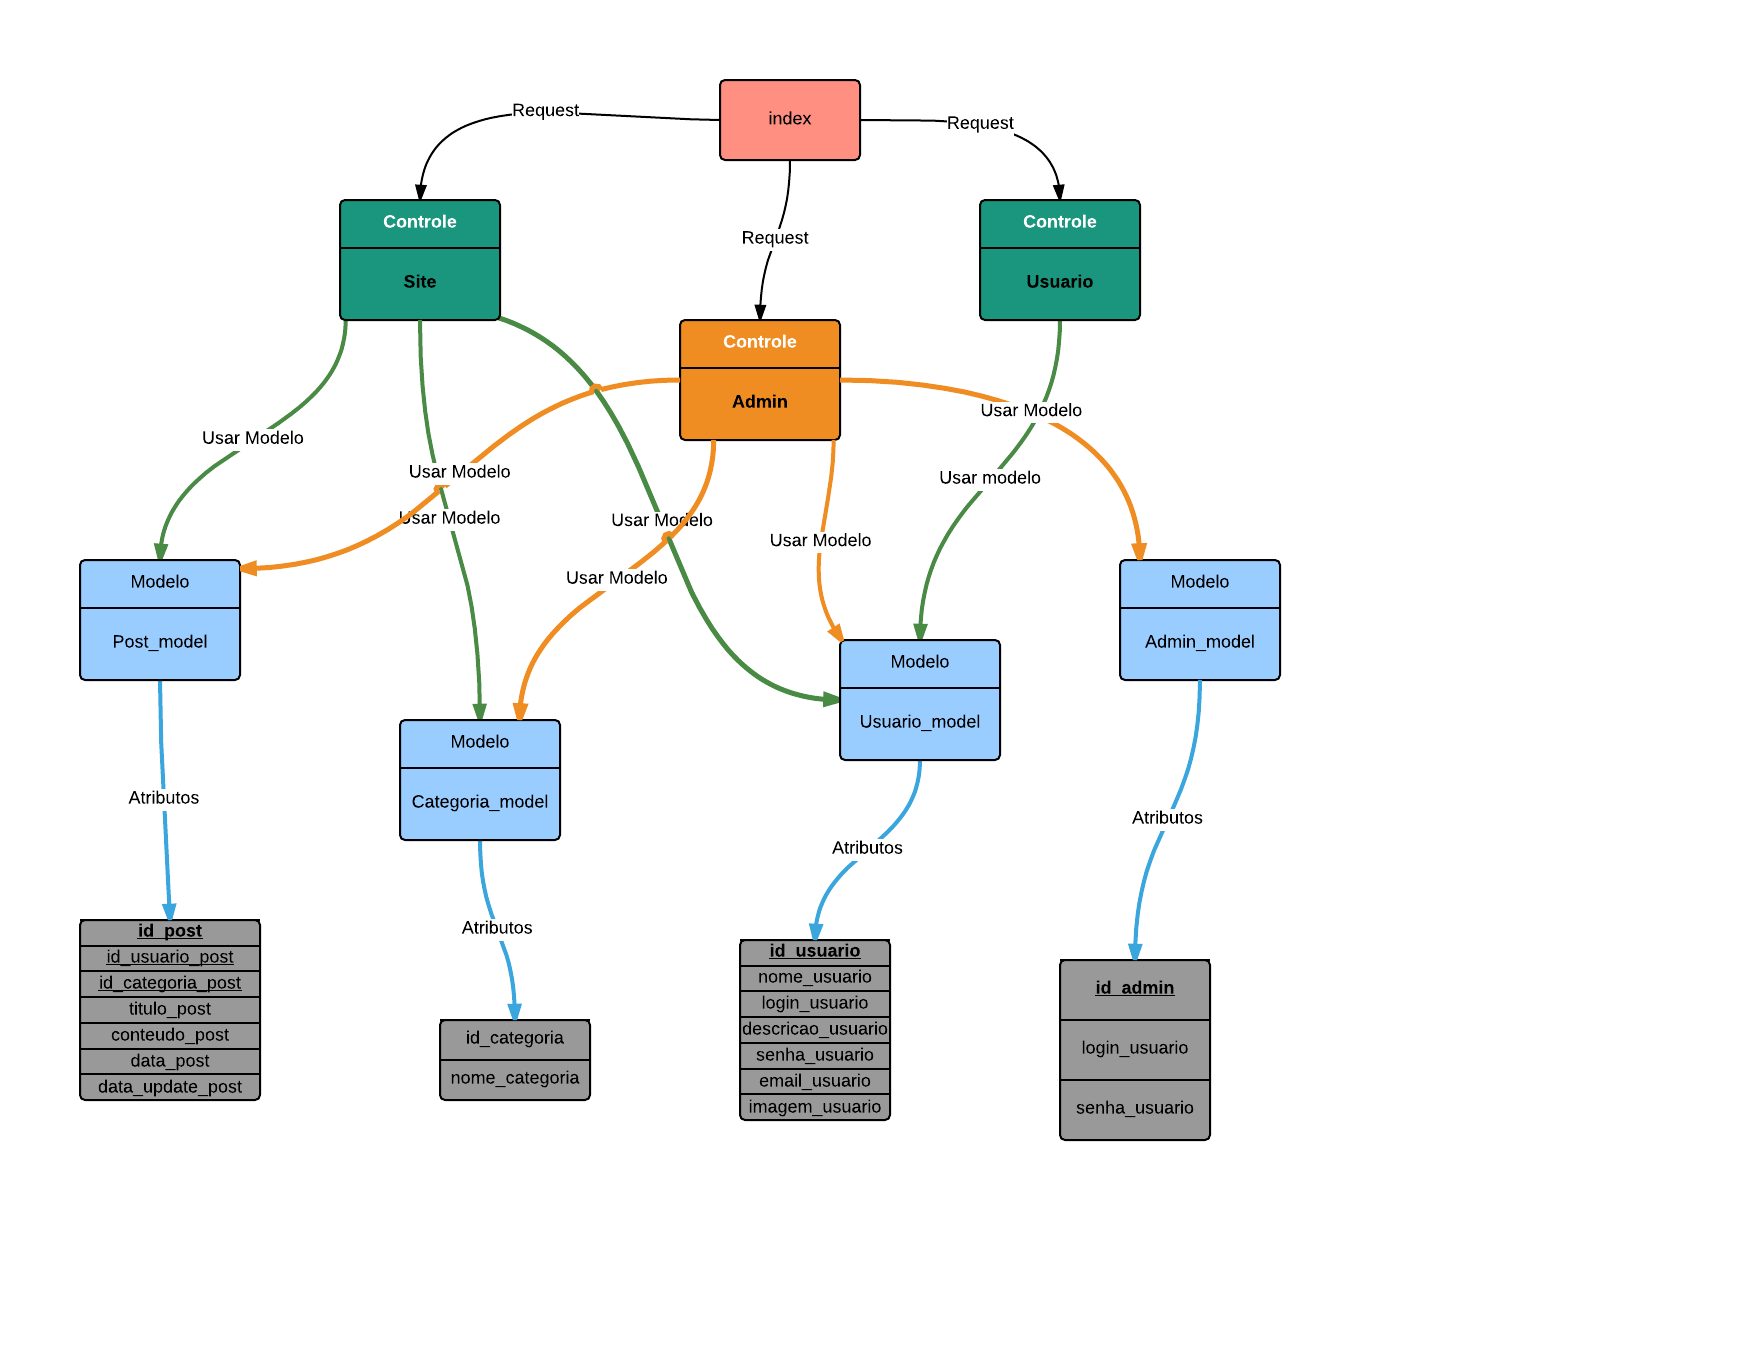 index
Request
Request
Request
Controle
Site
Controle
Usuario
Controle
Admin
Usar Modelo
Usar Modelo
Usar Modelo
Usar modelo
Usar Modelo
Usar Modelo
Usar Modelo
Usar Modelo
Modelo
Post_model
Modelo
Admin_model
Modelo
Usuario_model
Modelo
Categoria_model
Atributos
Atributos
Atributos
Atributos
id_post
id_usuario_post
id_categoria_post
titulo_post
conteudo_post
data_post
data_update_post
id_categoria
nome_categoria
id_usuario
nome_usuario
login_usuario
descricao_usuario
senha_usuario
email_usuario
imagem_usuario
id_admin
login_usuario
senha_usuario